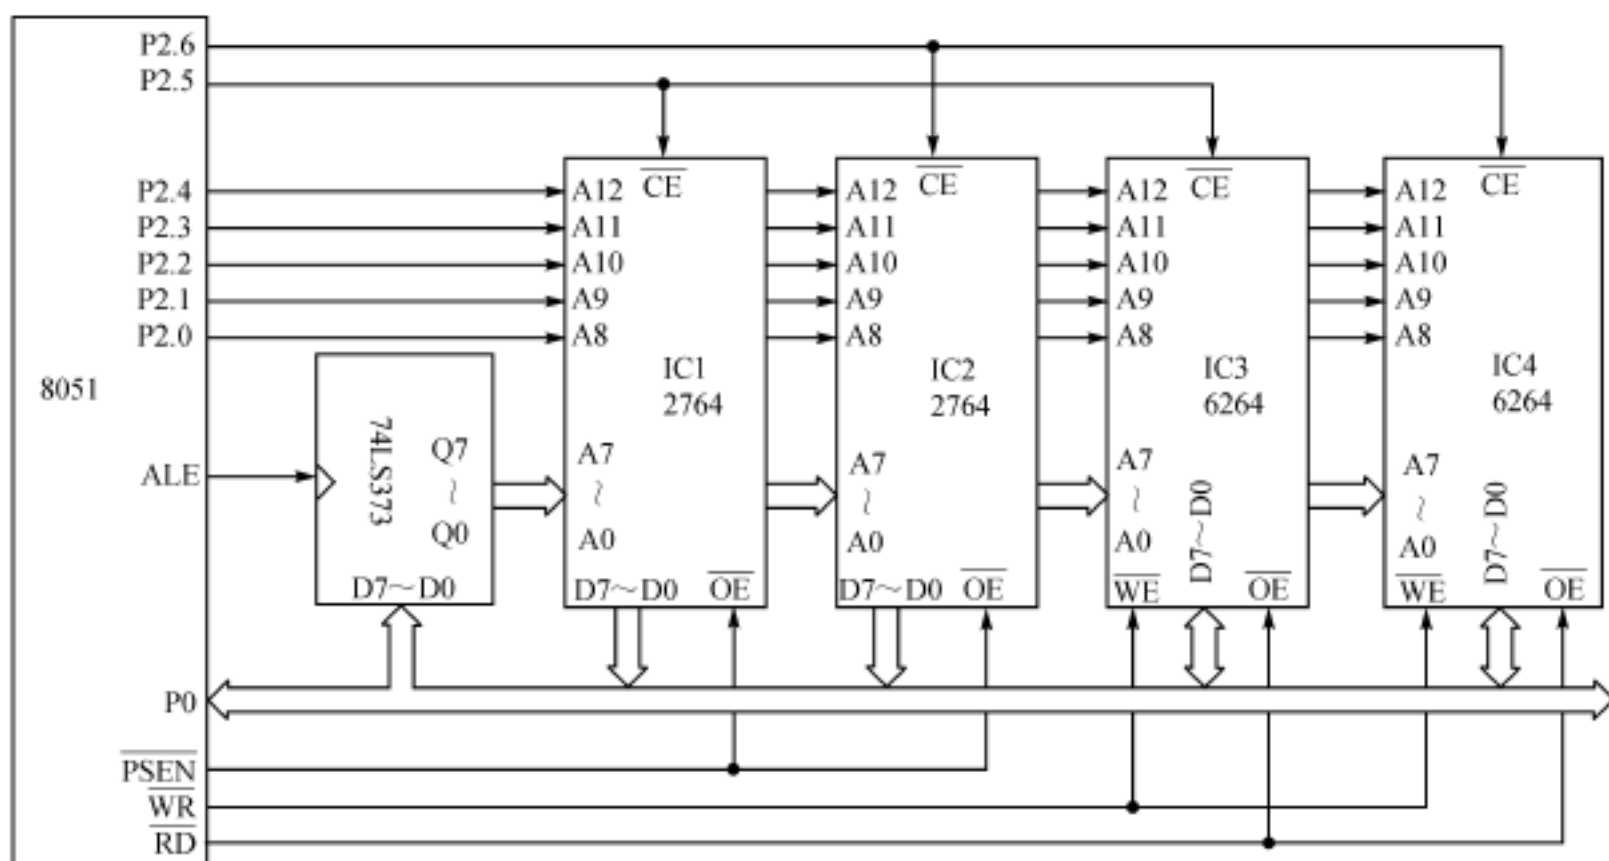 P2.6
P2.5
P2.4
P2.3
P2.2
P2.1
P2.0
8051
ALE
P0
PSEN
WR
RD
74LS373
Q7
~
Q0
D7~D0
CE
A12
A11
A10
A9
A8
IC1
2764
A7
~
A0
D7~D0
OE
CE
A12
A11
A10
A9
A8
IC2
2764
A7
~
A0
D7~D0
OE
CE
A12
A11
A10
A9
A8
IC3
6264
A7
~
A0
D7~D0
WE
OE
CE
A12
A11
A10
A9
A8
IC4
6264
A7
~
A0
D7~D0
WE
OE